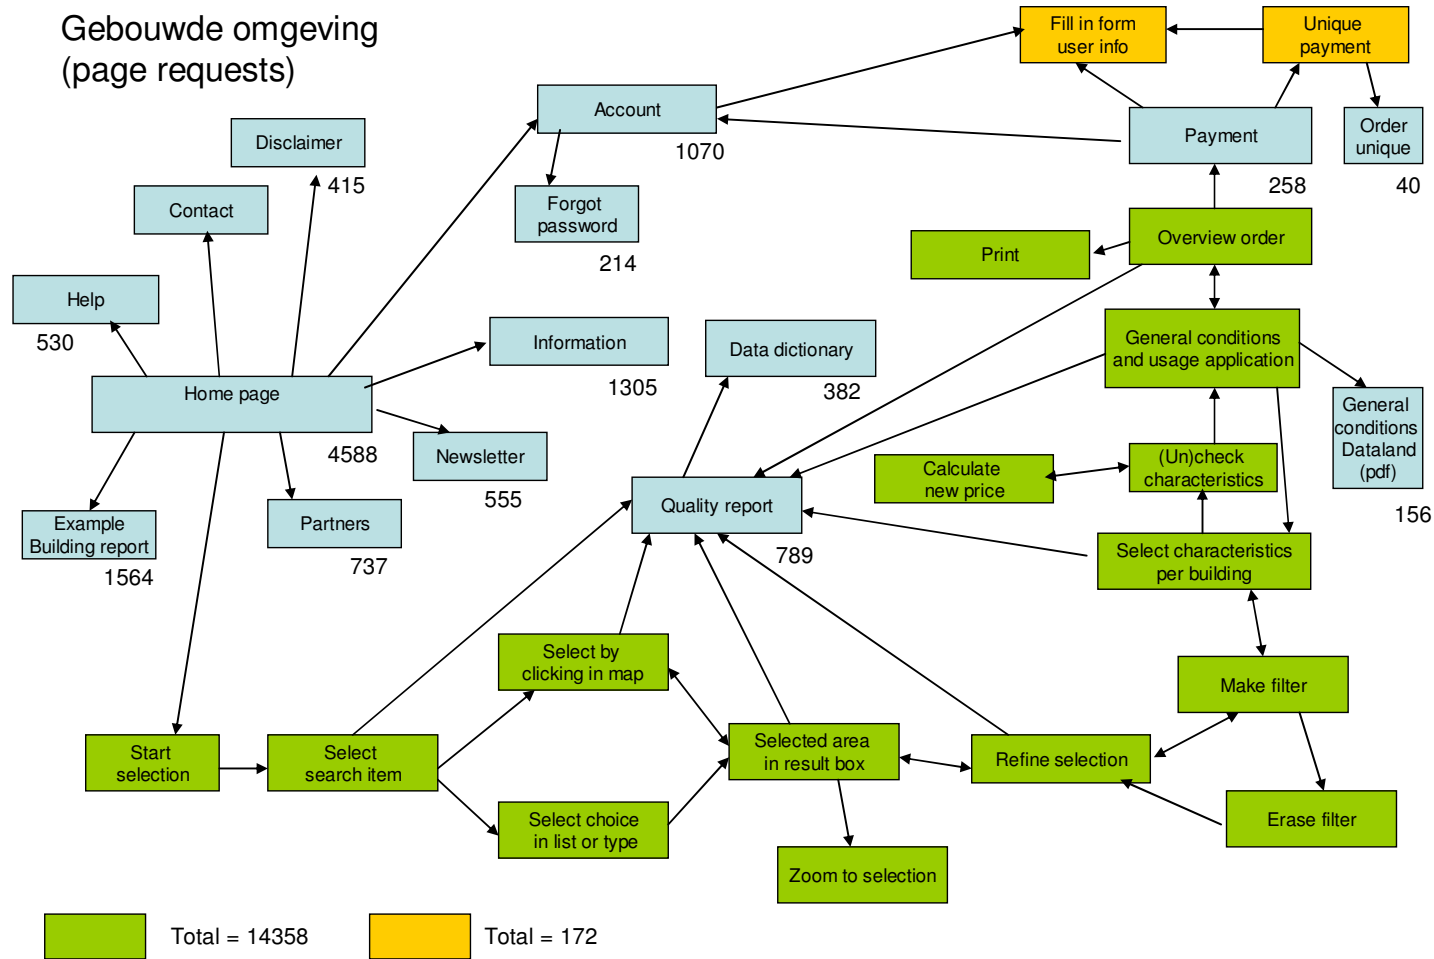 Gebouwde omgeving
(page requests)
Fill in form
user info
Unique
payment
Account
1070
Payment
258
Order
unique
40
Disclaimer
415
Contact
Forgot
password
214
Overview order
Print
Help
530
Information
1305
Data dictionary
382
General conditions
and usage application
Home page
4588
General
conditions
Dataland
(pdf)
156
Newsletter
555
Calculate
new price
(Un)check
characteristics
Quality report
789
Example
Building report
1564
Partners
737
Select characteristics
per building
Select by
clicking in map
Make filter
Start
selection
Select
search item
Selected area
in result box
Refine selection
Select choice
in list or type
Erase filter
Zoom to selection
Total = 14358
Total = 172